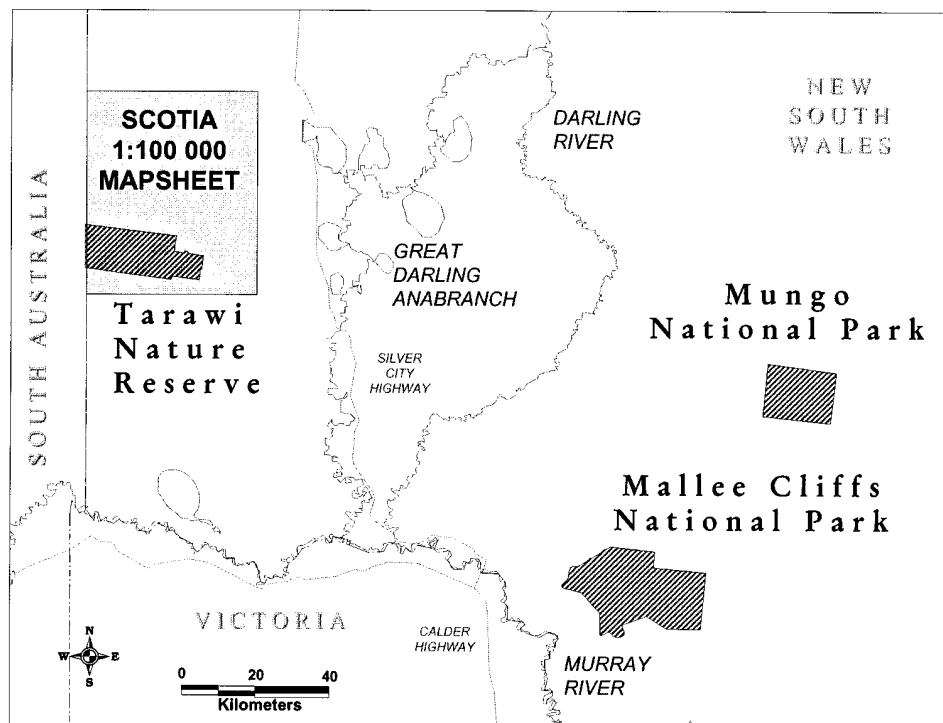 SCOTIA
1:100 000
MAPSHEET
DARLING
RIVER
NEW
SOUTH
WALES
SOUTH AUSTRALIA
GREAT
DARLING
ANABRANCH
Tarawi
Nature
Reserve
SILVER
CITY
HIGHWAY
Mungo
National Park
Mallee Cliffs
National Park
VICTORIA
CALDER
HIGHWAY
MURRAY
RIVER
N
W E
S
0 20 40
Kilometers